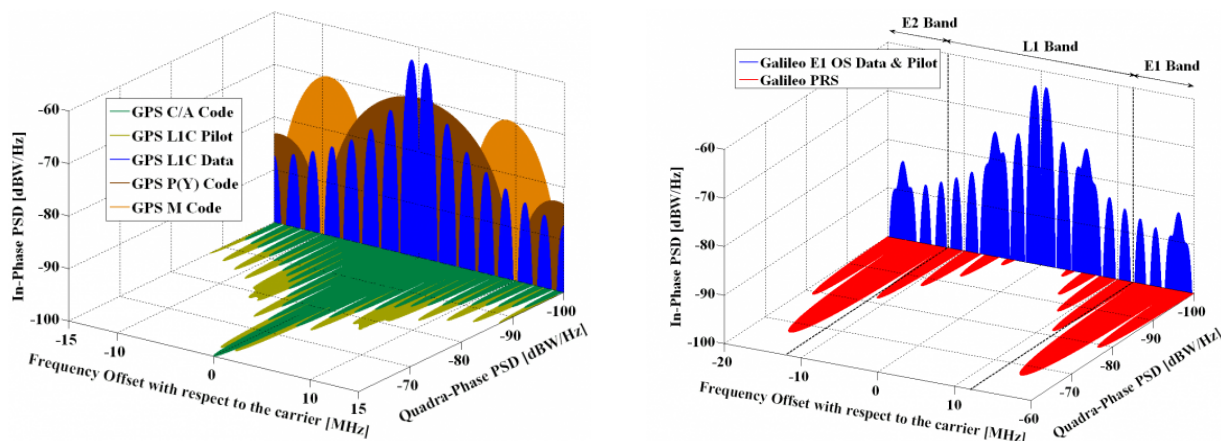 GPS C/A Code
GPS L1C Pilot
GPS L1C Data
GPS P(Y) Code
GPS M Code
In-Phase PSD [dBW/Hz]
-60
-70
-80
-90
-100
-15
-10
0
10
15
Frequency Offset with respect to the carrier [MHz]
-70
-80
-90
-100
Quadra-Phase PSD [dBW/Hz]
E2 Band
L1 Band
E1 Band
Galileo E1 OS Data & Pilot
Galileo PRS
In-Phase PSD [dBW/Hz]
-60
-70
-80
-90
-100
-20
-10
0
10
Frequency Offset with respect to the carrier [MHz]
-60
-70
-80
-90
-100
Quadra-Phase PSD [dBW/Hz]